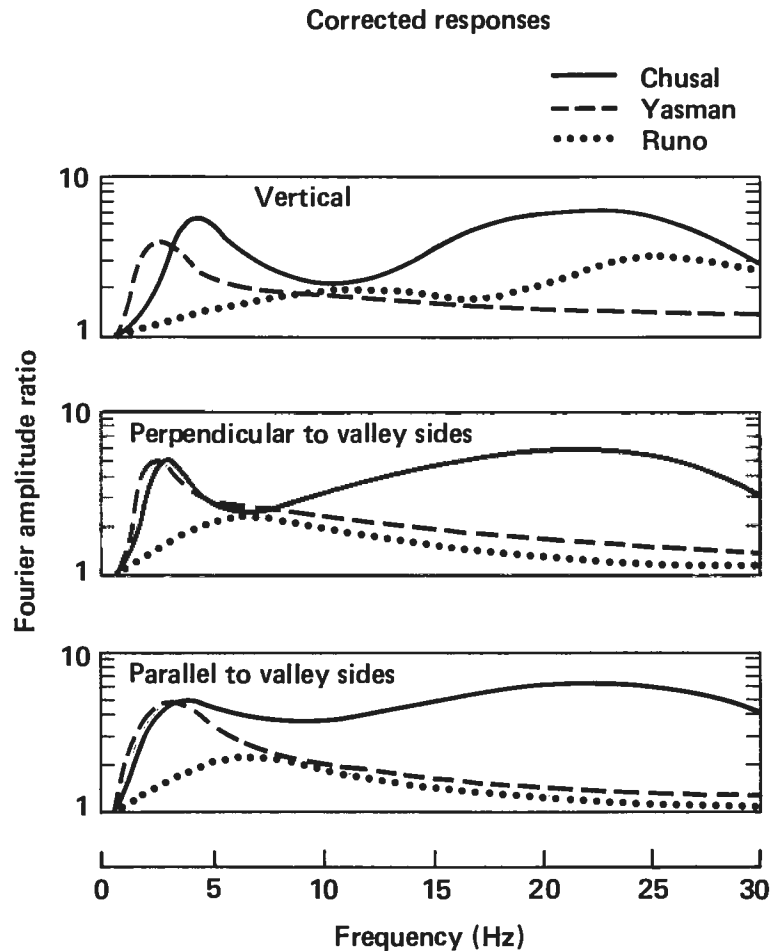 Corrected responses
Chusal
Yasman
Runo
10
Vertical
1
10
Perpendicular to valley sides
1
10
Parallel to valley sides
1
Fourier amplitude ratio
0 5 10 15 20 25 30
Frequency (Hz)